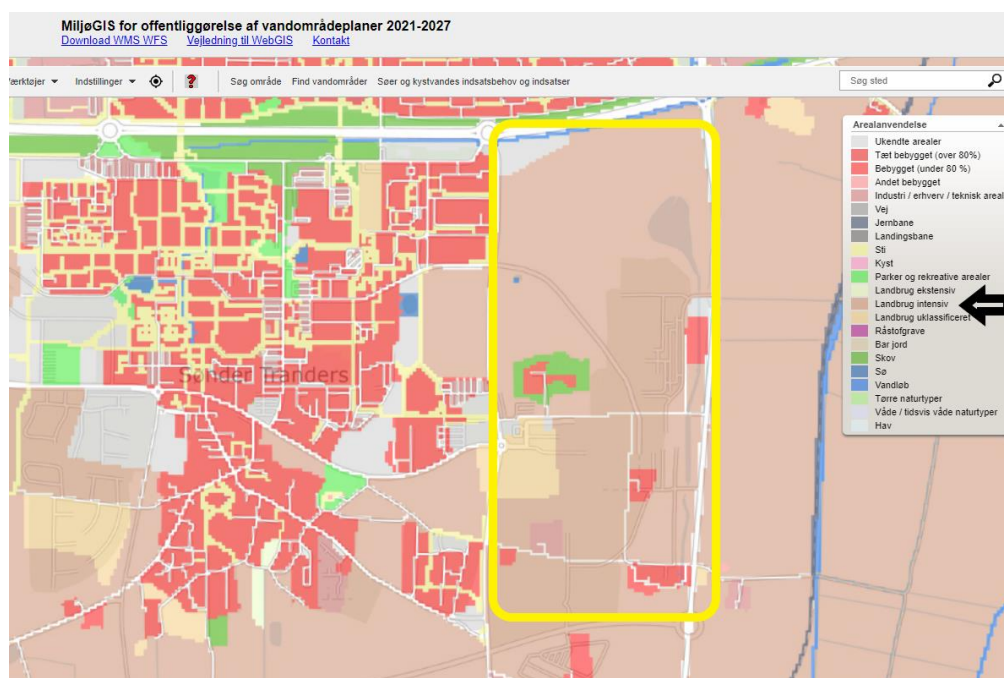 MiljøGIS for offentliggørelse af vandområdeplaner 2021-2027
Download WMS WFS Vejledning til WebGIS Kontakt
Værktøjer Indstillinger ? Søg område Find vandområder Søer og kystvandes indsatsbehov og indsatser Søg sted
Arealanvendelse
Ukendte arealer
Tæt bebygget (over 80%)
Bebygget (under 80 %)
Andet bebygget
Industri / erhverv / teknisk areal
Vej
Jernbane
Landingsbane
Sti
Kyst
Parker og rekreative arealer
Landbrug ekstensiv
Landbrug intensiv
Landbrug uklassificeret
Råstofgrave
Bar jord
Skov
Sø
Vandløb
Tørre naturtyper
Våde / tidsvis våde naturtyper
Hav
Sønder Tranders